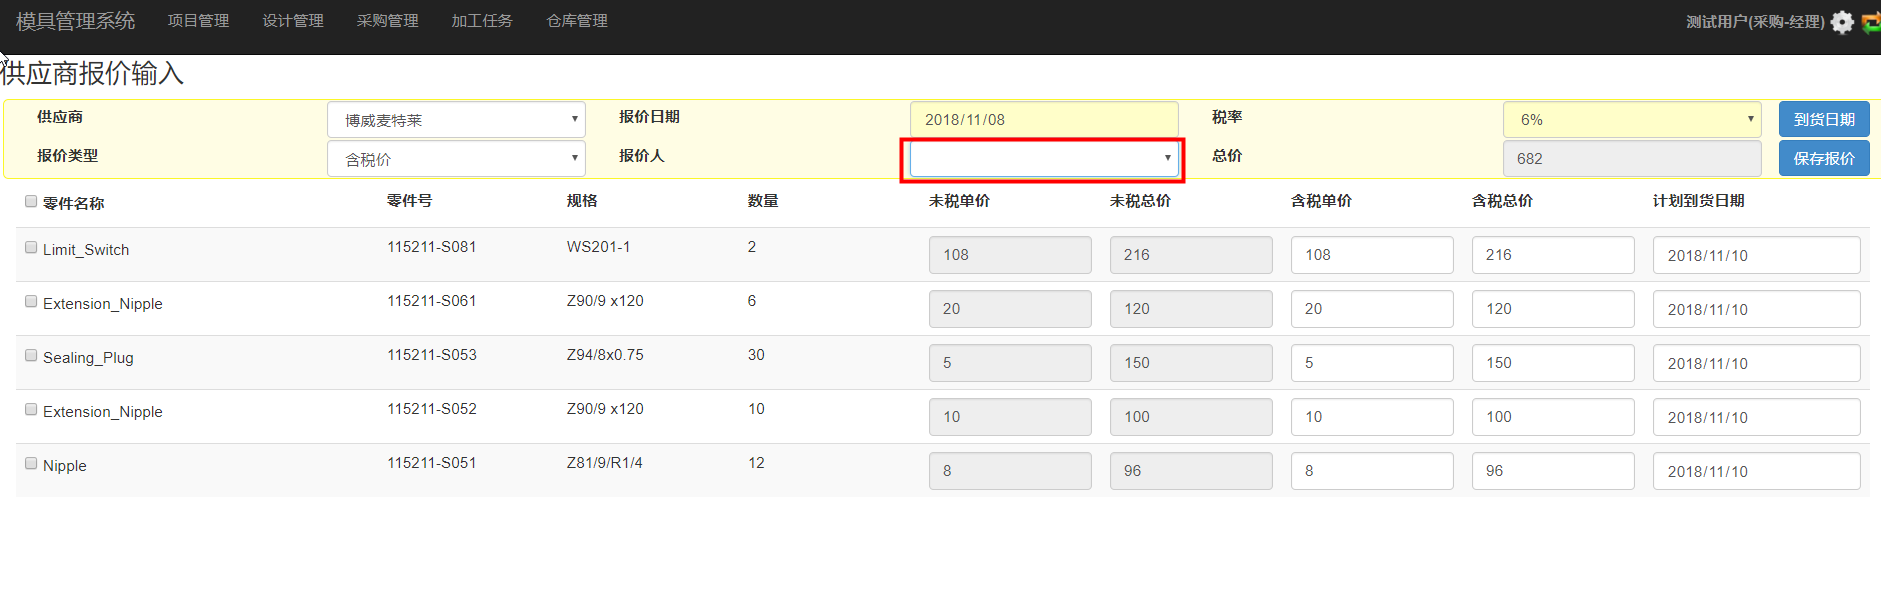 模具管理系统 项目管理 设计管理 采购管理 加工任务 仓库管理 测试用户(采购-经理)
供应商报价输入
供应商 博威麦特莱 报价日期 2018/11/08 税率 6% 到货日期
报价类型 含税价 报价人 总价 682 保存报价
零件名称 零件号 规格 数量 未税单价 未税总价 含税单价 含税总价 计划到货日期
Limit_Switch 115211-S081 WS201-1 2 108 216 108 216 2018/11/10
Extension_Nipple 115211-S061 Z90/9 x120 6 20 120 20 120 2018/11/10
Sealing_Plug 115211-S053 Z94/8x0.75 30 5 150 5 150 2018/11/10
Extension_Nipple 115211-S052 Z90/9 x120 10 10 100 10 100 2018/11/10
Nipple 115211-S051 Z81/9/R1/4 12 8 96 8 96 2018/11/10